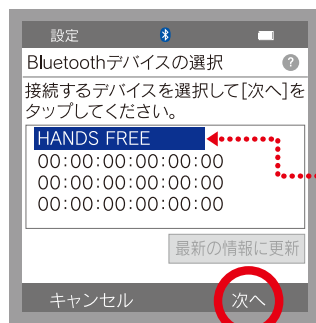 設定
Bluetoothデバイスの選択
?
接続するデバイスを選択して[次へ]を
タップしてください。
HANDS FREE
00:00:00:00:00:00
00:00:00:00:00:00
00:00:00:00:00:00
最新の情報に更新
キャンセル
次へ